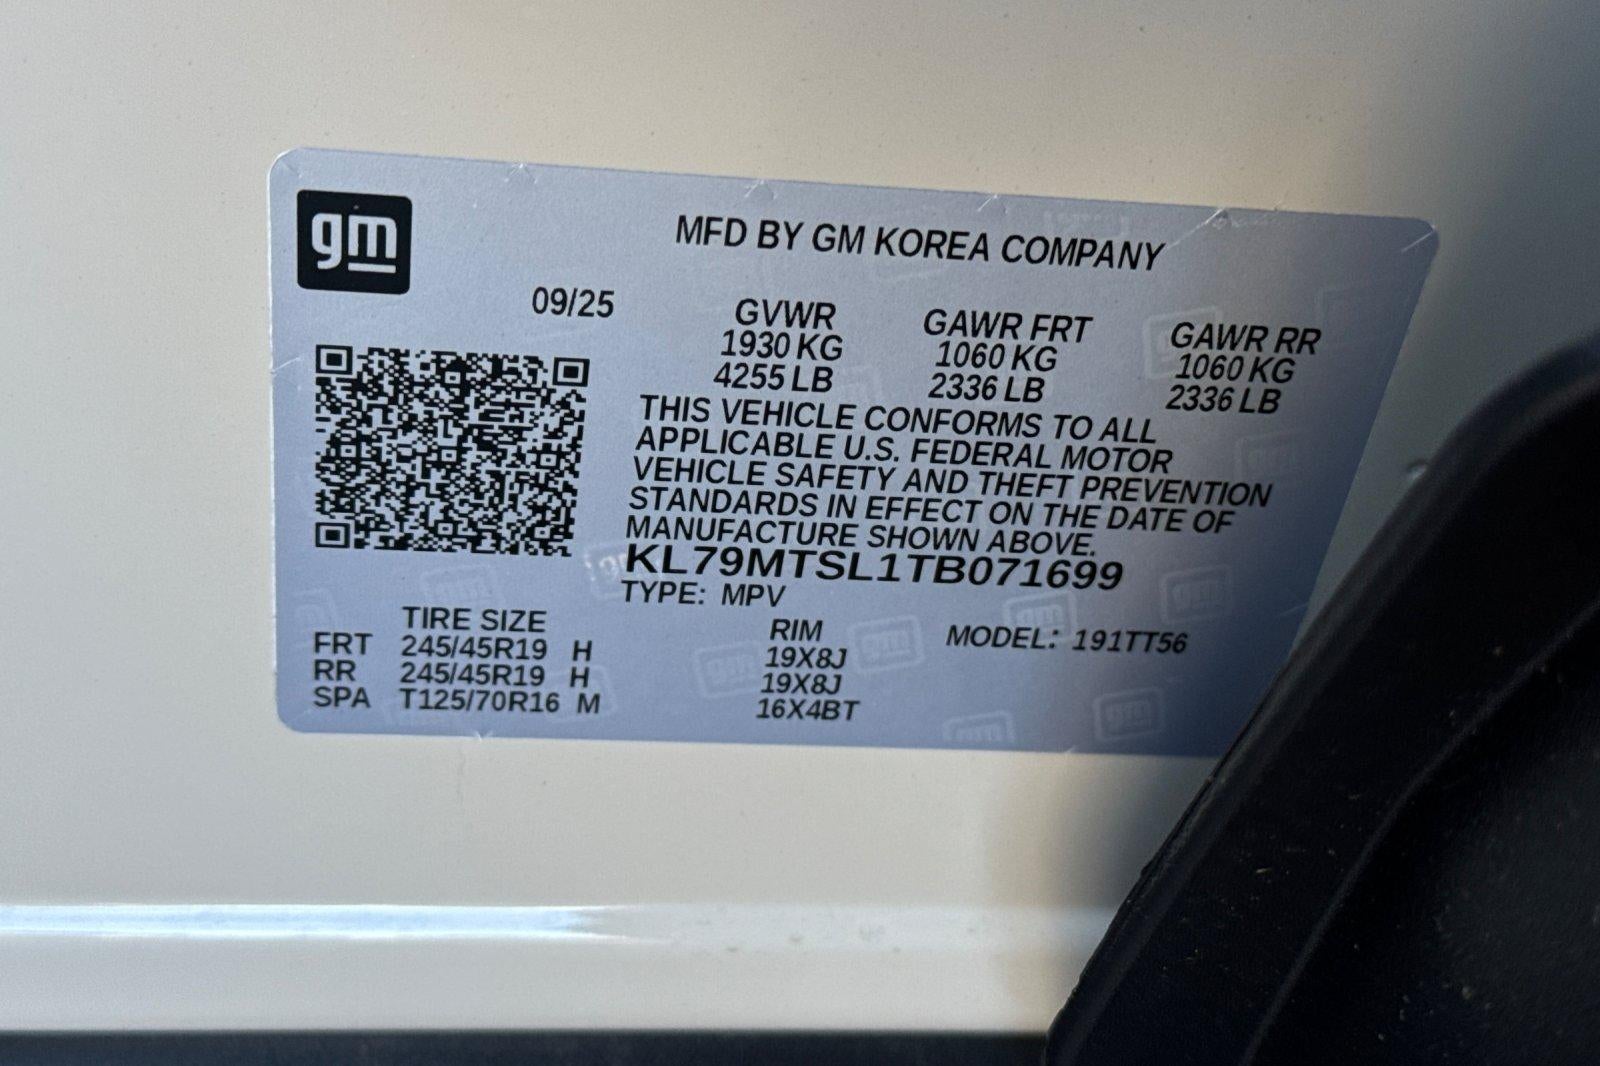 gm
MFD BY GM KOREA COMPANY
09/25
GVWR GAWR FRT GAWR RR
1930 KG 1060 KG 1060 KG
4255 LB 2336 LB 2336 LB
THIS VEHICLE CONFORMS TO ALL
APPLICABLE U.S. FEDERAL MOTOR
VEHICLE SAFETY AND THEFT PREVENTION
STANDARDS IN EFFECT ON THE DATE OF
MANUFACTURE SHOWN ABOVE.
KL79MTSL1TB071699
TYPE: MPV
TIRE SIZE RIM MODEL: 191TT56
FRT 245/45R19 H 19X8J
RR 245/45R19 H 19X8J
SPA T125/70R16 M 16X4BT